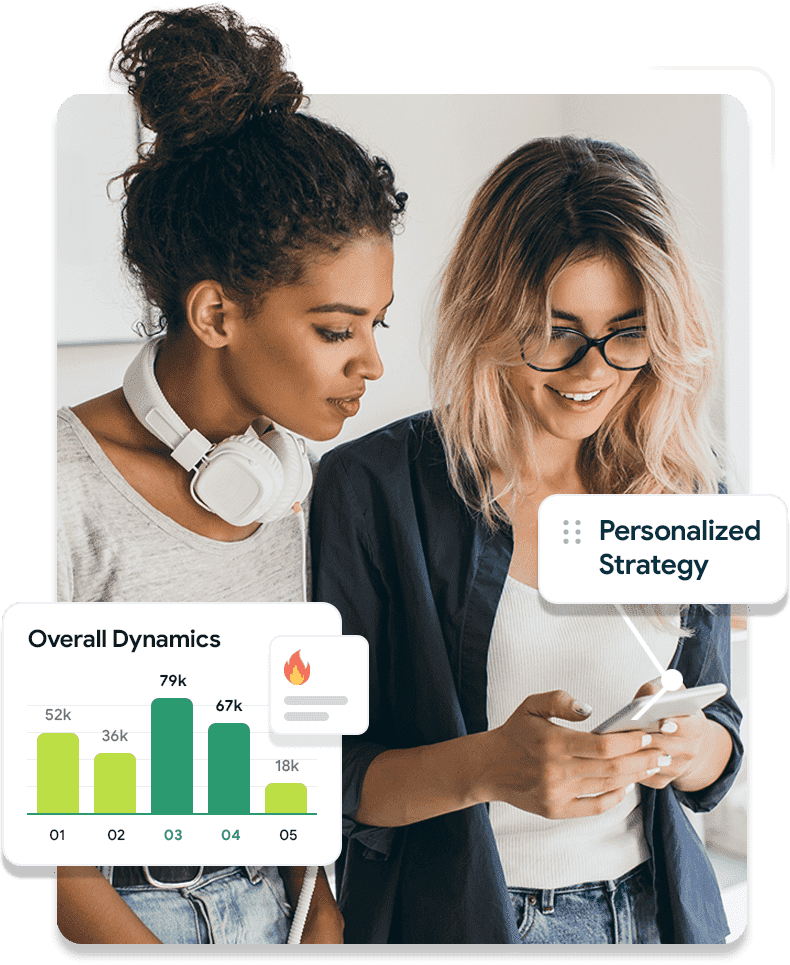 Personalized
Strategy
Overall Dynamics
79k
67k
52k
36k
18k
01 02 03 04 05